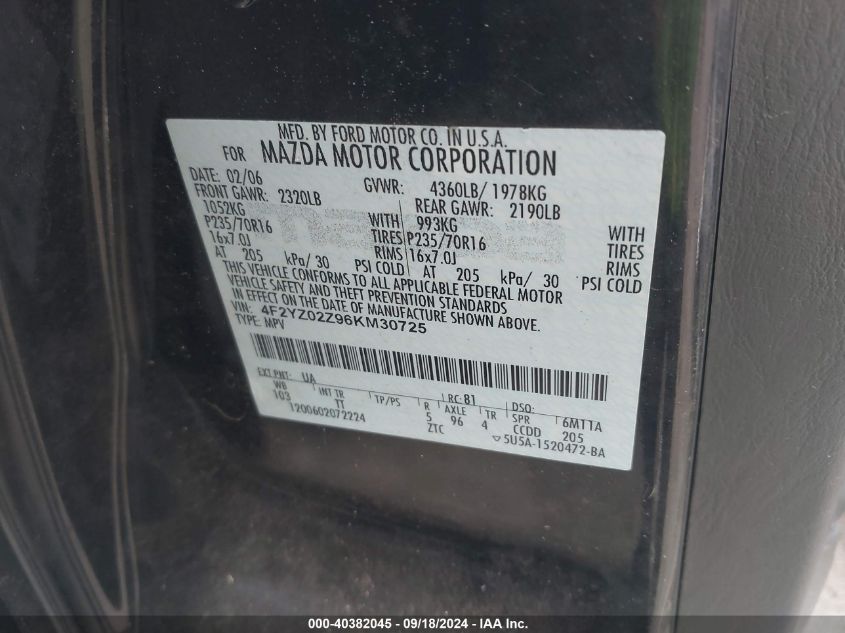 MFD. BY FORD MOTOR CO. IN U.S.A.
FOR MAZDA MOTOR CORPORATION
DATE: 02/06 GVWR: 4360LB/ 1978KG
FRONT GAWR: 2320LB REAR GAWR: 2190LB
1052KG WITH 993KG WITH
P235/70R16 TIRES P235/70R16 TIRES
16x7.0J RIMS 16x7.0J RIMS
AT 205 kPa/ 30 PSI COLD AT 205 kPa/ 30 PSI COLD
THIS VEHICLE CONFORMS TO ALL APPLICABLE FEDERAL MOTOR
VEHICLE SAFETY AND THEFT PREVENTION STANDARDS
IN EFFECT ON THE DATE OF MANUFACTURE SHOWN ABOVE.
VIN: 4F2YZ02Z96KM30725
TYPE: MPV
EXT PNT: UA RC: 81 DSO:
WB INT TR TP/PS R AXLE TR SPR 6M11A
103 TT 5 96 4 CCDD 205
1200602072224 ZTC 5U5A-1520472-BA
000-40382045 - 09/18/2024 - IAA Inc.